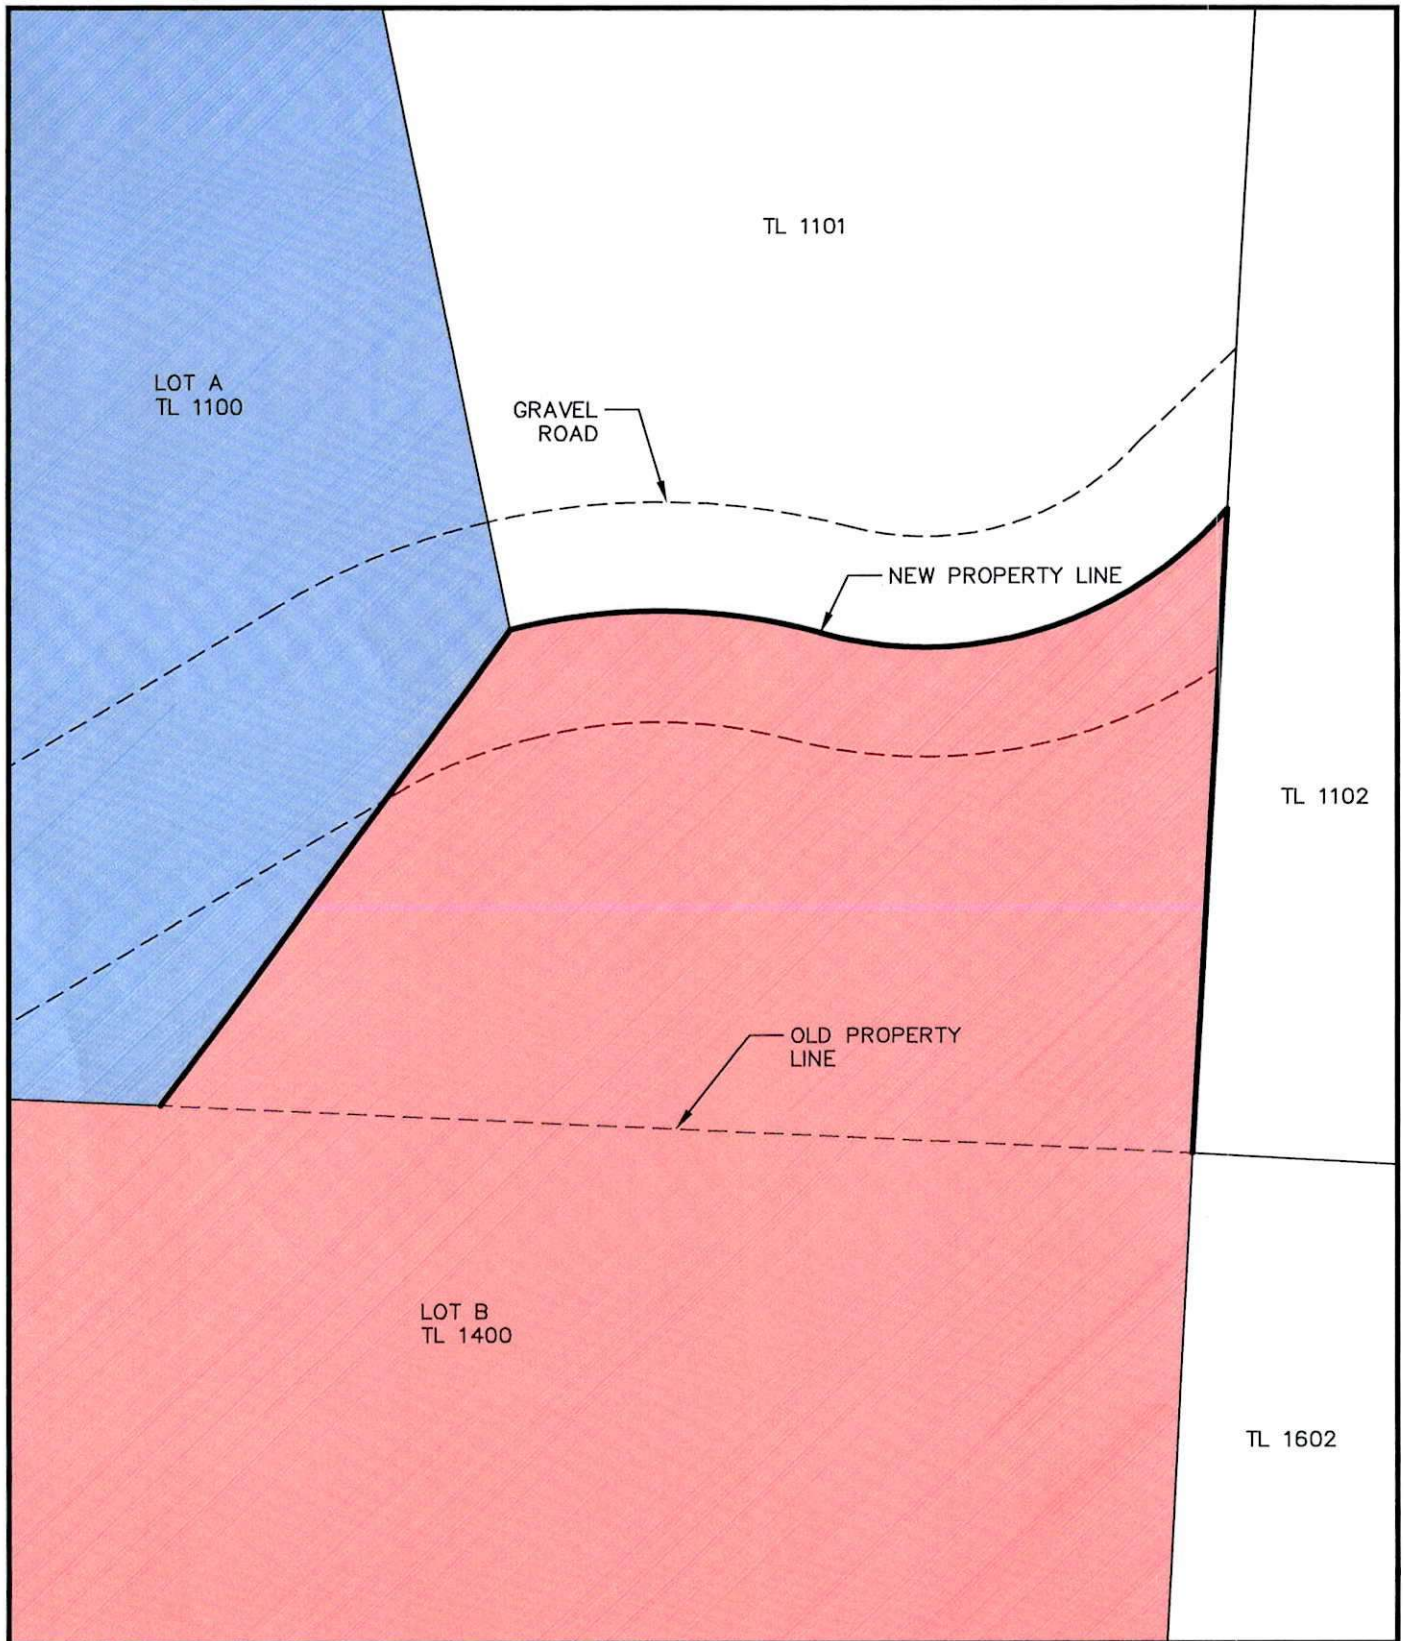 TL 1101
LOT A
TL 1100
GRAVEL
ROAD
NEW PROPERTY LINE
TL 1102
OLD PROPERTY
LINE
LOT B
TL 1400
TL 1602